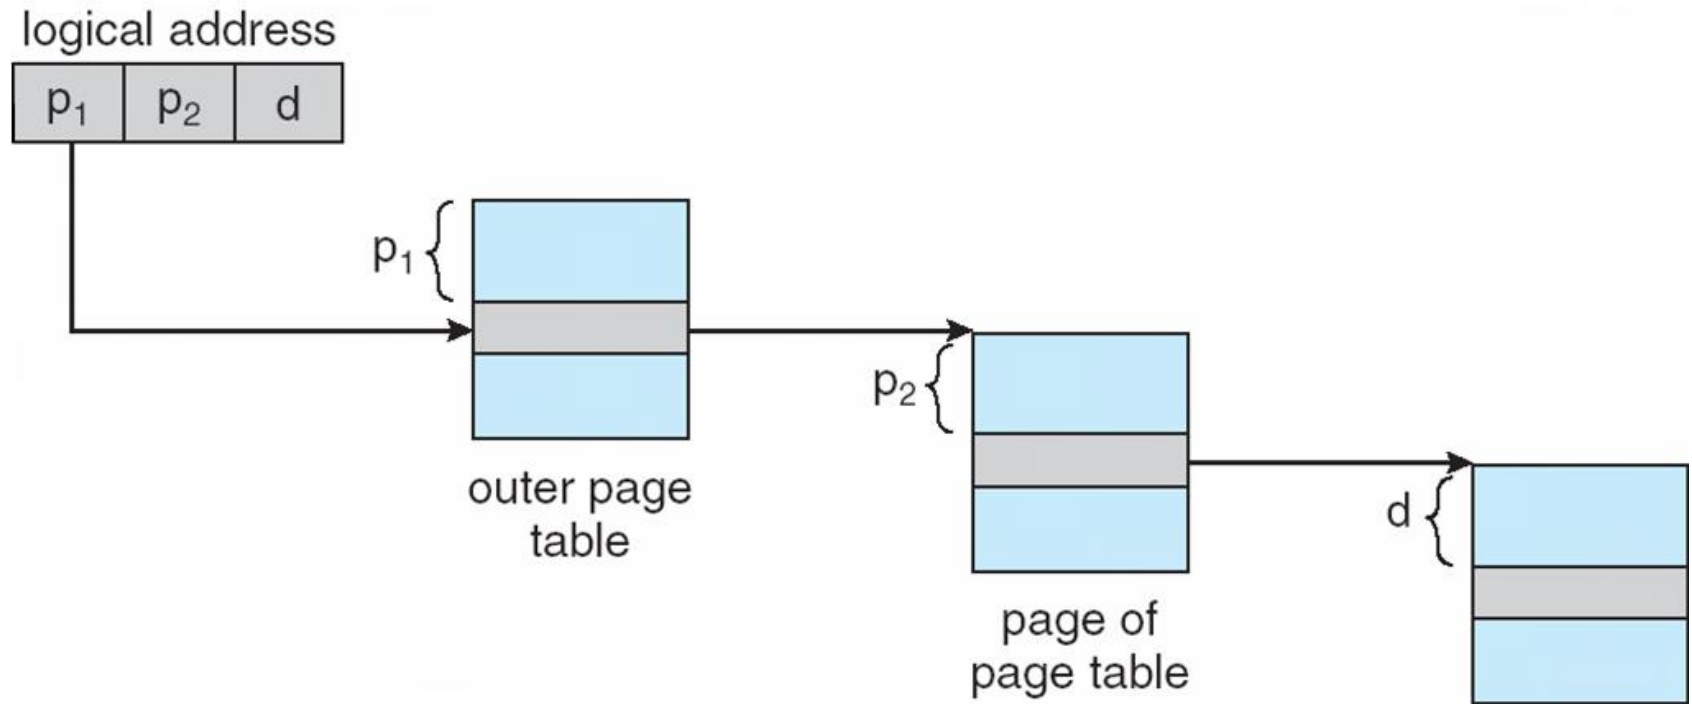 logical address
p₁ p₂ d
p₁
outer page
table
p₂
page of
page table
d